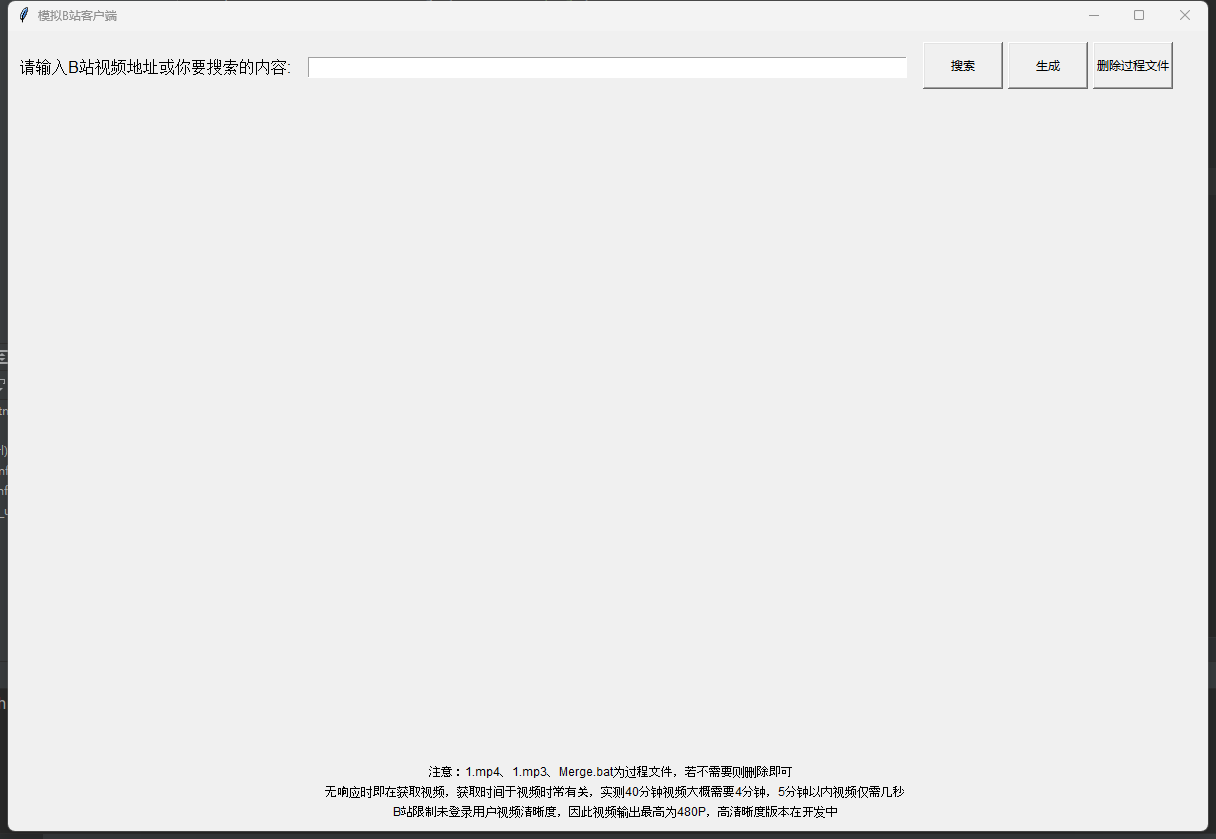 模拟B站客户端
请输入B站视频地址或你要搜索的内容:
搜索
生成
删除过程文件
注意：1.mp4、1.mp3、Merge.bat为过程文件，若不需要则删除即可
无响应时即在获取视频，获取时间于视频时常有关，实测40分钟视频大概需要4分钟，5分钟以内视频仅需几秒
B站限制未登录用户视频清晰度，因此视频输出最高为480P，高清晰度版本在开发中